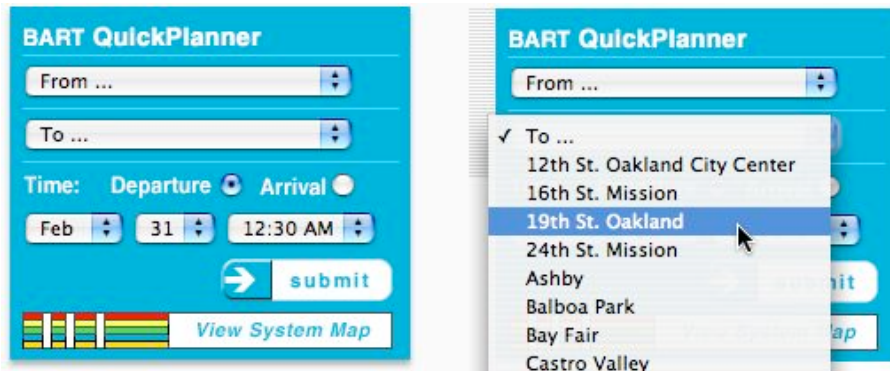 BART QuickPlanner
From ...
To ...
Time: Departure Arrival
Feb 31 12:30 AM
submit
View System Map
BART QuickPlanner
From ...
✓ To ...
12th St. Oakland City Center
16th St. Mission
19th St. Oakland
24th St. Mission
Ashby
Balboa Park
Bay Fair
Castro Valley